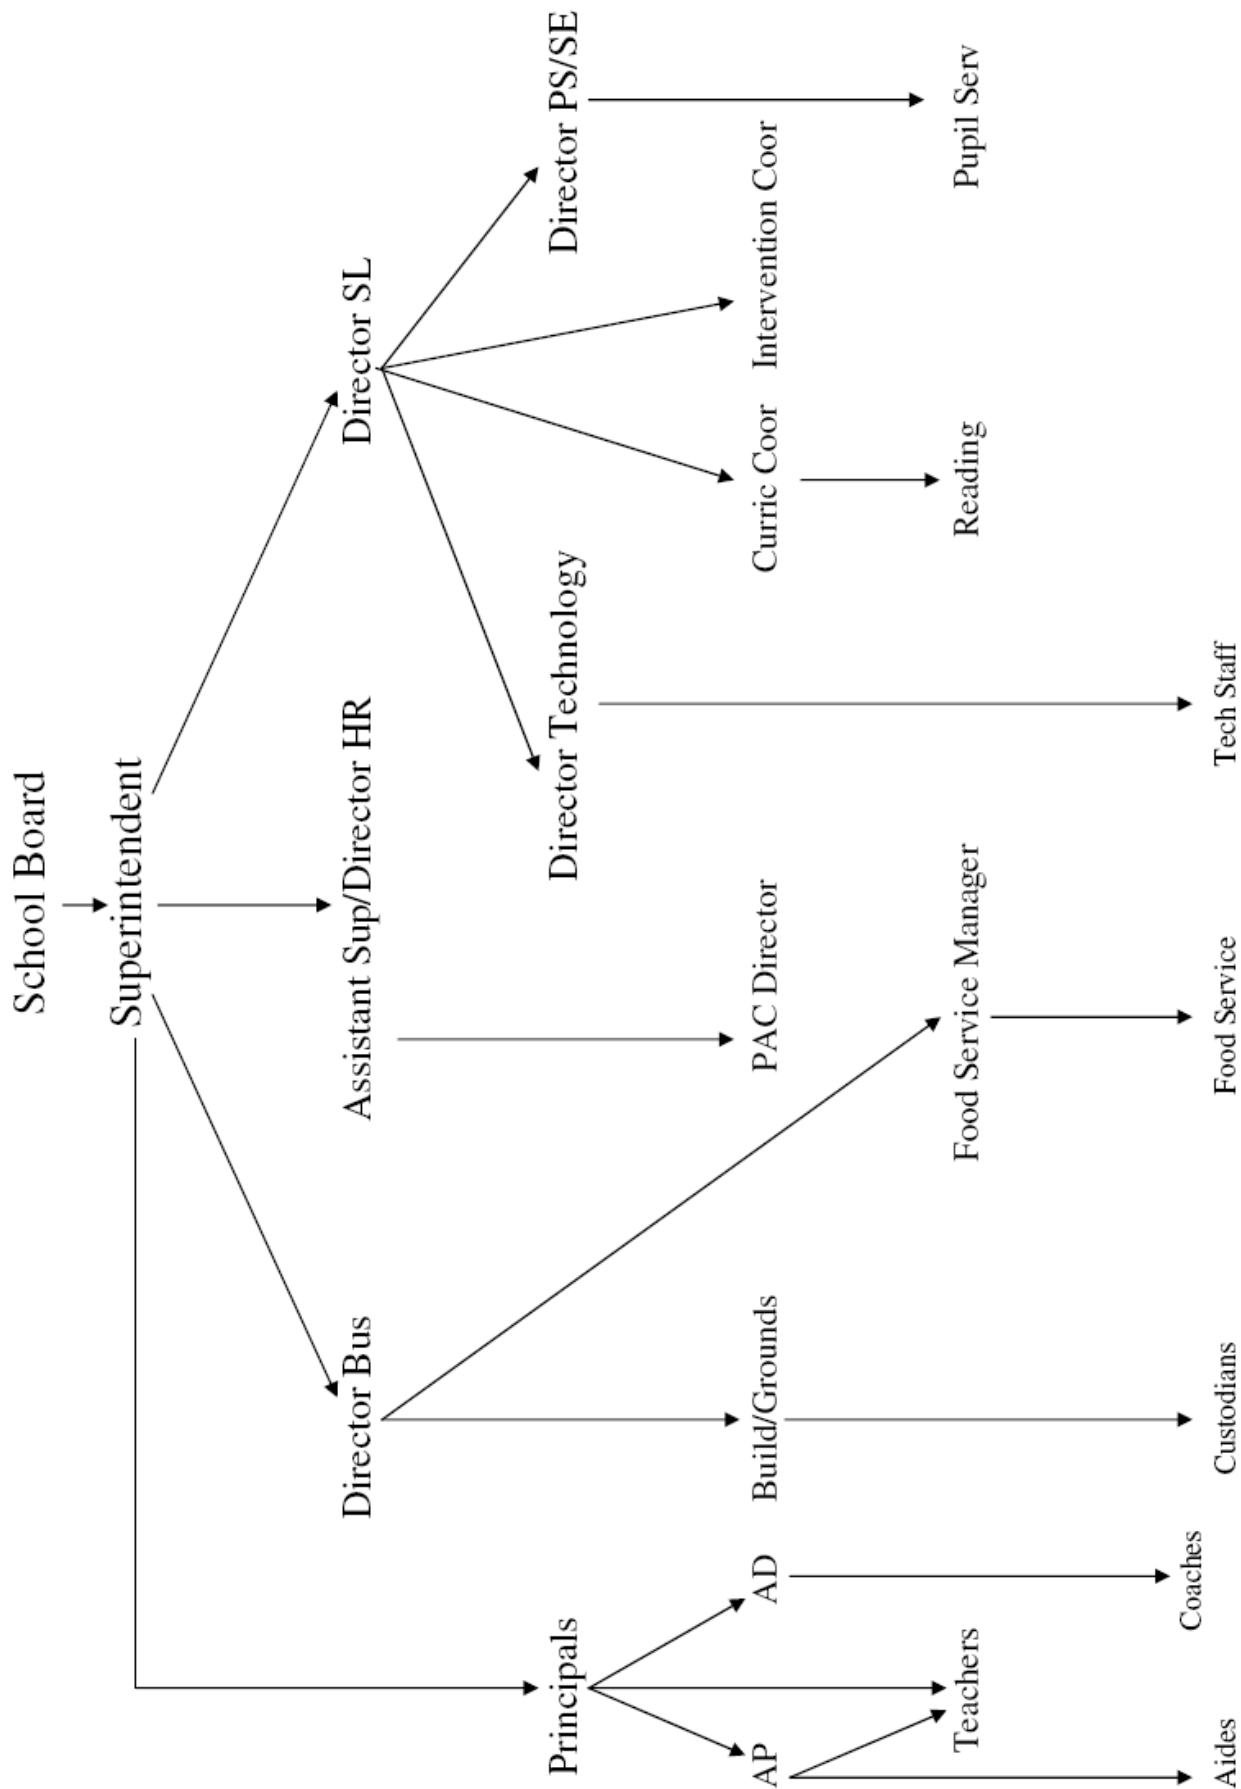 School Board
Superintendent
Director Bus
Assistant Sup/Director HR
Director SL
Principals
Director Technology
Director PS/SE
AP
AD
Build/Grounds
PAC Director
Curric Coor
Intervention Coor
Teachers
Food Service Manager
Reading
Pupil Serv
Coaches
Aides
Custodians
Food Service
Tech Staff